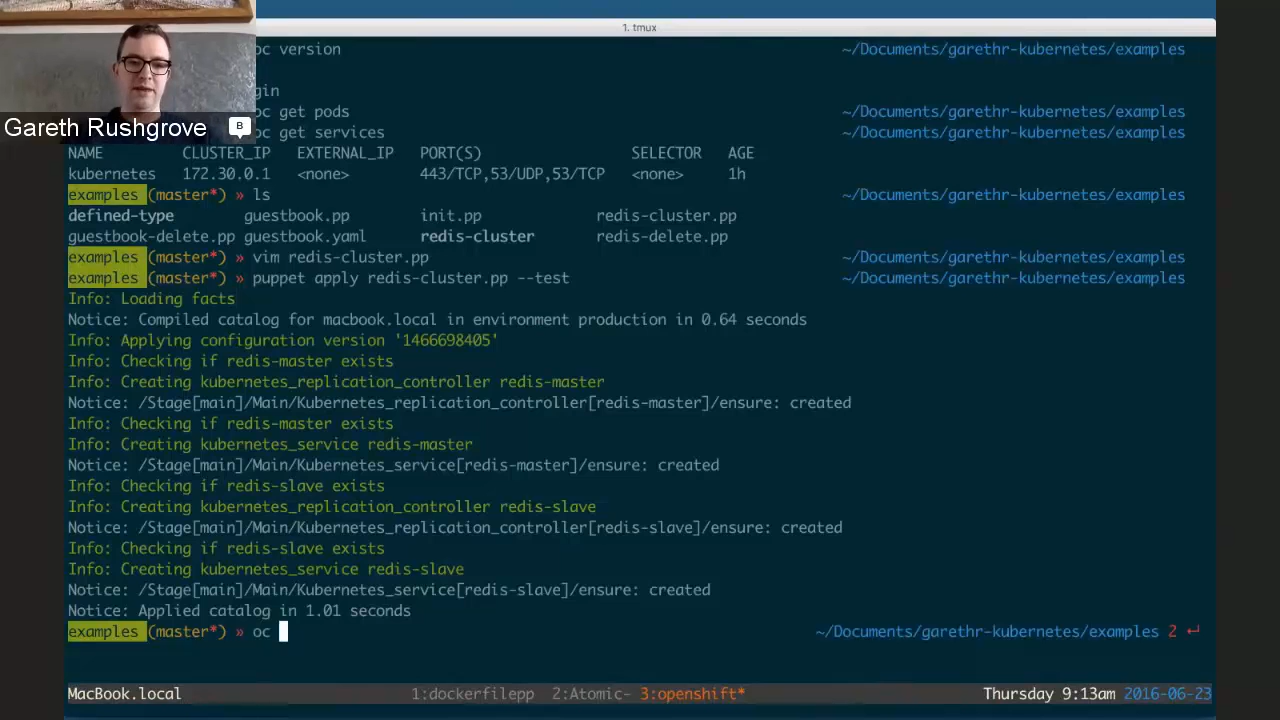 1. tmux
oc version ~/Documents/garethr-kubernetes/examples
gin
oc get pods ~/Documents/garethr-kubernetes/examples
Gareth Rushgrove B
oc get services ~/Documents/garethr-kubernetes/examples
NAME CLUSTER_IP EXTERNAL_IP PORT(S) SELECTOR AGE
kubernetes 172.30.0.1 <none> 443/TCP,53/UDP,53/TCP <none> 1h
examples (master*) » ls ~/Documents/garethr-kubernetes/examples
defined-type guestbook.pp init.pp redis-cluster.pp
guestbook-delete.pp guestbook.yaml redis-cluster redis-delete.pp
examples (master*) » vim redis-cluster.pp ~/Documents/garethr-kubernetes/examples
examples (master*) » puppet apply redis-cluster.pp --test ~/Documents/garethr-kubernetes/examples
Info: Loading facts
Notice: Compiled catalog for macbook.local in environment production in 0.64 seconds
Info: Applying configuration version '1466698405'
Info: Checking if redis-master exists
Info: Creating kubernetes_replication_controller redis-master
Notice: /Stage[main]/Main/Kubernetes_replication_controller[redis-master]/ensure: created
Info: Checking if redis-master exists
Info: Creating kubernetes_service redis-master
Notice: /Stage[main]/Main/Kubernetes_service[redis-master]/ensure: created
Info: Checking if redis-slave exists
Info: Creating kubernetes_replication_controller redis-slave
Notice: /Stage[main]/Main/Kubernetes_replication_controller[redis-slave]/ensure: created
Info: Checking if redis-slave exists
Info: Creating kubernetes_service redis-slave
Notice: /Stage[main]/Main/Kubernetes_service[redis-slave]/ensure: created
Notice: Applied catalog in 1.01 seconds
examples (master*) » oc ~/Documents/garethr-kubernetes/examples 2 ↵
MacBook.local 1:dockerfilepp 2:Atomic- 3:openshift* Thursday 9:13am 2016-06-23